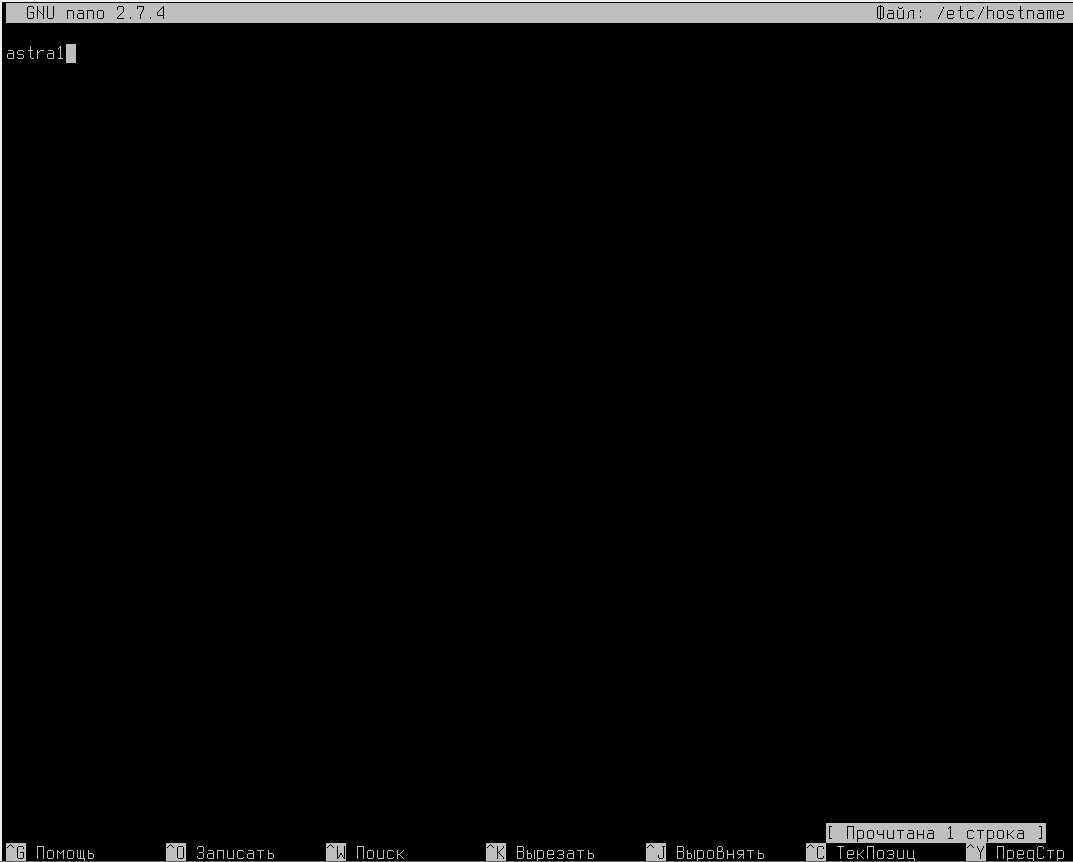 GNU nano 2.7.4 Файл: /etc/hostname
astra1
[ Прочитана 1 строка ]
^G Помощь ^O Записать ^W Поиск ^K Вырезать ^J Выровнять ^C ТекПозиц ^Y ПредСтр